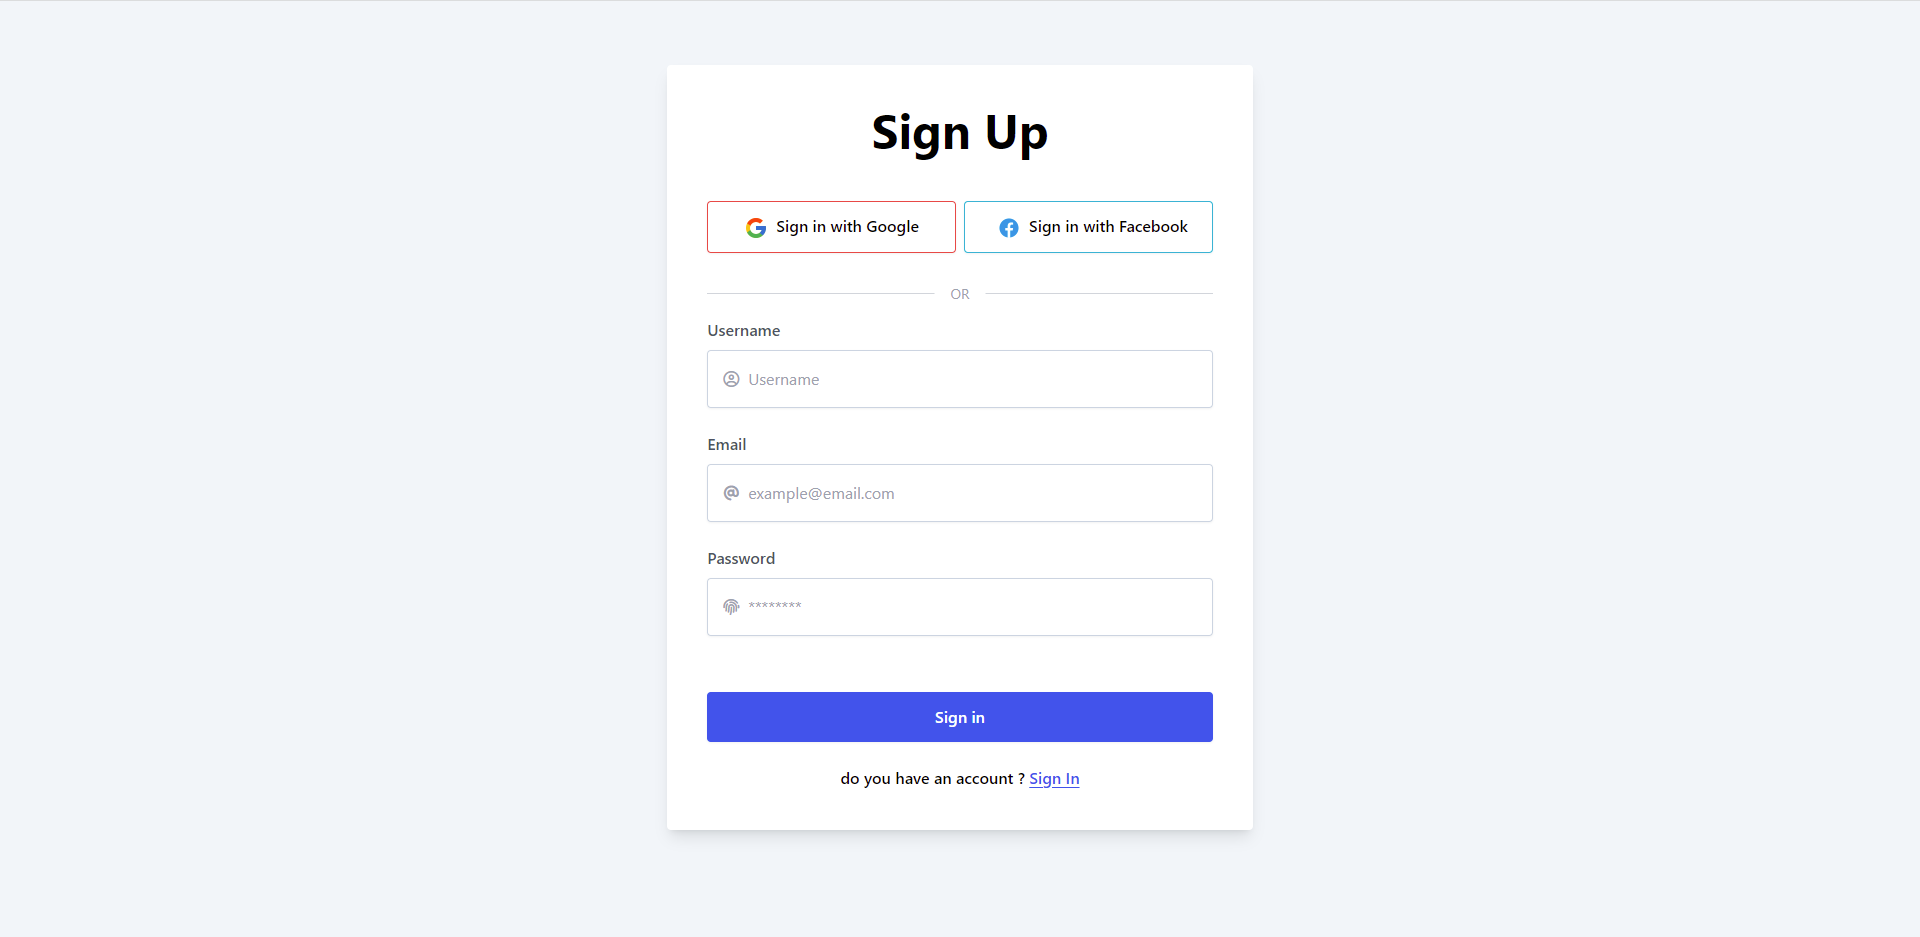 Sign Up
Sign in with Google
Sign in with Facebook
OR
Username
Username
Email
example@email.com
Password
********
Sign in
do you have an account ? Sign In